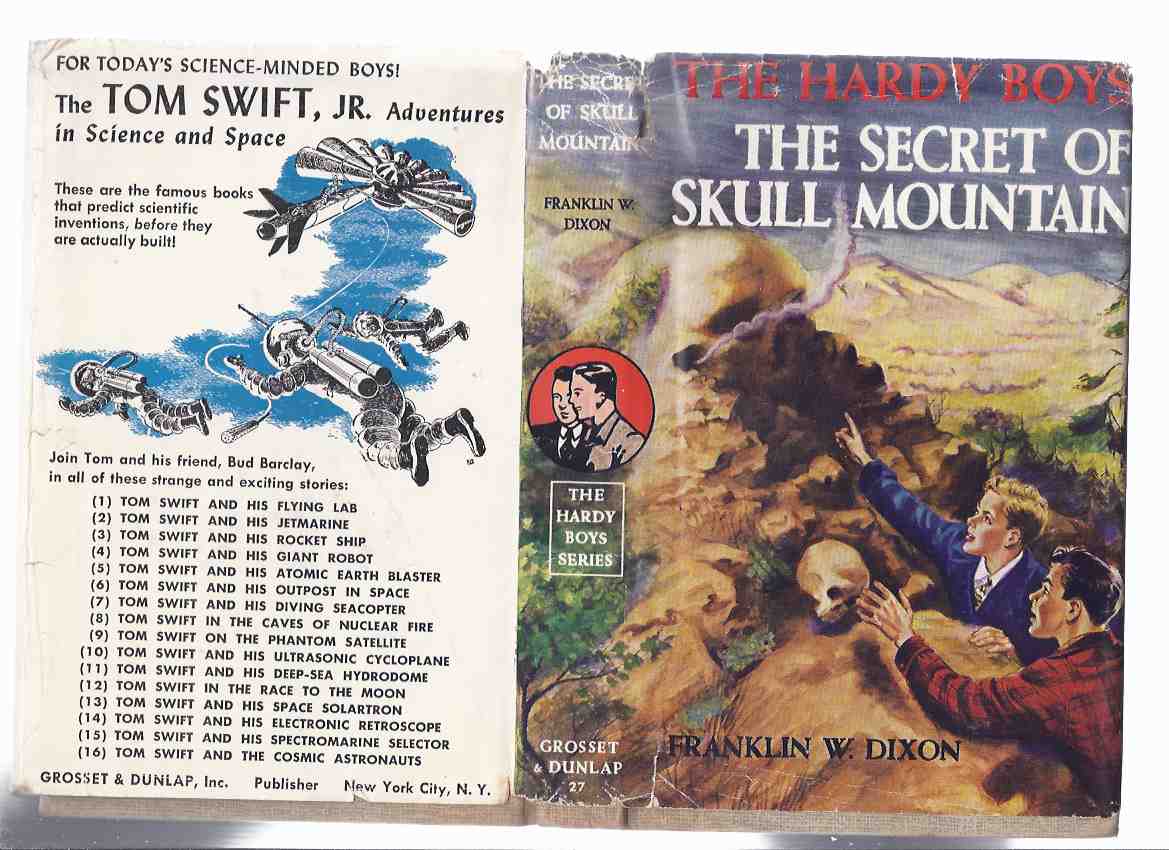 FOR TODAY'S SCIENCE-MINDED BOYS!
The TOM SWIFT, JR. Adventures
in Science and Space
These are the famous books
that predict scientific
inventions, before they
are actually built!
Join Tom and his friend, Bud Barclay,
in all of these strange and exciting stories:
(1) TOM SWIFT AND HIS FLYING LAB
(2) TOM SWIFT AND HIS JETMARINE
(3) TOM SWIFT AND HIS ROCKET SHIP
(4) TOM SWIFT AND HIS GIANT ROBOT
(5) TOM SWIFT AND HIS ATOMIC EARTH BLASTER
(6) TOM SWIFT AND HIS OUTPOST IN SPACE
(7) TOM SWIFT AND HIS DIVING SEACOPTER
(8) TOM SWIFT IN THE CAVES OF NUCLEAR FIRE
(9) TOM SWIFT ON THE PHANTOM SATELLITE
(10) TOM SWIFT AND HIS ULTRASONIC CYCLOPLANE
(11) TOM SWIFT AND HIS DEEP-SEA HYDRODOME
(12) TOM SWIFT IN THE RACE TO THE MOON
(13) TOM SWIFT AND HIS SPACE SOLARTRON
(14) TOM SWIFT AND HIS ELECTRONIC RETROSCOPE
(15) TOM SWIFT AND HIS SPECTROMARINE SELECTOR
(16) TOM SWIFT AND THE COSMIC ASTRONAUTS
GROSSET & DUNLAP, Inc. Publisher New York City, N. Y.
THE SECRET
OF SKULL
MOUNTAIN
FRANKLIN W.
DIXON
THE
HARDY
BOYS
SERIES
GROSSET
& DUNLAP
27
THE HARDY BOYS
THE SECRET OF
SKULL MOUNTAIN
FRANKLIN W. DIXON